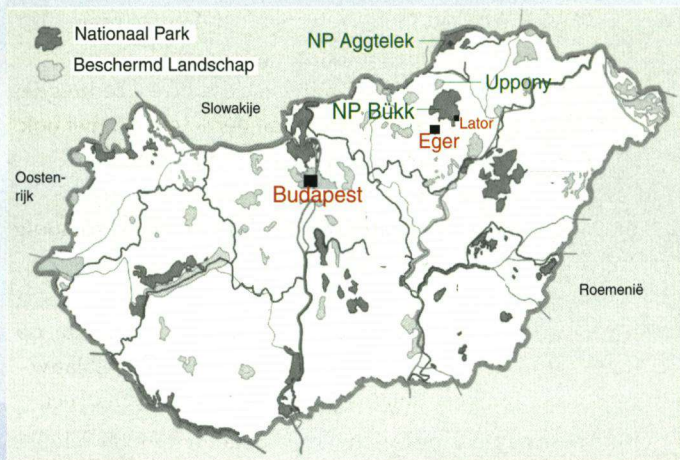 Nationaal Park
Beschermd Landschap
NP Aggtelek
Uppony
NP Bükk
Lator
Eger
Slowakije
Oosten-
rijk
Budapest
Roemenië